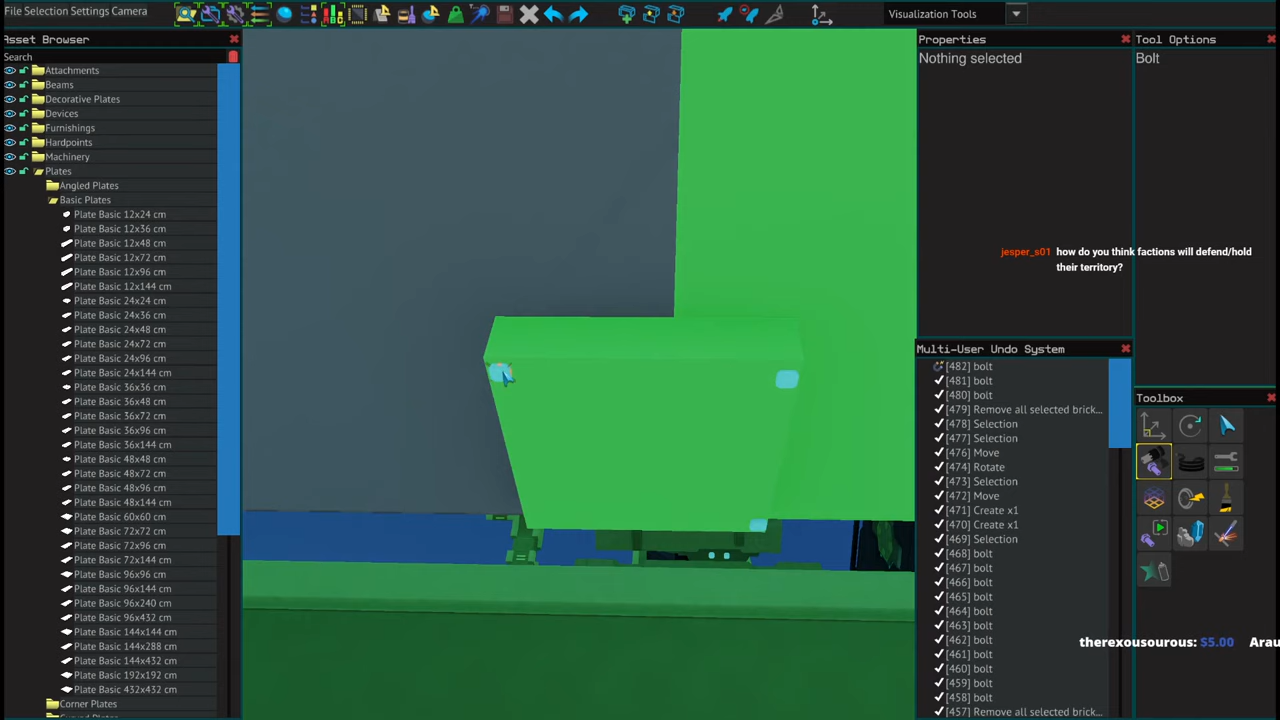 File Selection Settings Camera
Visualization Tools
Asset Browser
Search
Attachments
Beams
Decorative Plates
Devices
Furnishings
Hardpoints
Machinery
Plates
Angled Plates
Basic Plates
Plate Basic 12x24 cm
Plate Basic 12x36 cm
Plate Basic 12x48 cm
Plate Basic 12x72 cm
Plate Basic 12x96 cm
Plate Basic 12x144 cm
Plate Basic 24x24 cm
Plate Basic 24x36 cm
Plate Basic 24x48 cm
Plate Basic 24x72 cm
Plate Basic 24x96 cm
Plate Basic 24x144 cm
Plate Basic 36x36 cm
Plate Basic 36x48 cm
Plate Basic 36x72 cm
Plate Basic 36x96 cm
Plate Basic 36x144 cm
Plate Basic 48x48 cm
Plate Basic 48x72 cm
Plate Basic 48x96 cm
Plate Basic 48x144 cm
Plate Basic 60x60 cm
Plate Basic 72x72 cm
Plate Basic 72x96 cm
Plate Basic 72x144 cm
Plate Basic 96x96 cm
Plate Basic 96x144 cm
Plate Basic 96x240 cm
Plate Basic 96x432 cm
Plate Basic 144x144 cm
Plate Basic 144x288 cm
Plate Basic 144x432 cm
Plate Basic 192x192 cm
Plate Basic 432x432 cm
Corner Plates
Properties
Nothing selected
Tool Options
Bolt
jesper_s01 how do you think factions will defend/hold
their territory?
Multi-User Undo System
[482] bolt
[481] bolt
[480] bolt
[479] Remove all selected brick...
[478] Selection
[477] Selection
[476] Move
[474] Rotate
[473] Selection
[472] Move
[471] Create x1
[470] Create x1
[469] Selection
[468] bolt
[467] bolt
[466] bolt
[465] bolt
[464] bolt
[463] bolt
[462] bolt
[461] bolt
[460] bolt
[459] bolt
[458] bolt
[457] Remove all selected brick...
Toolbox
therexousourous: $5.00 Arau